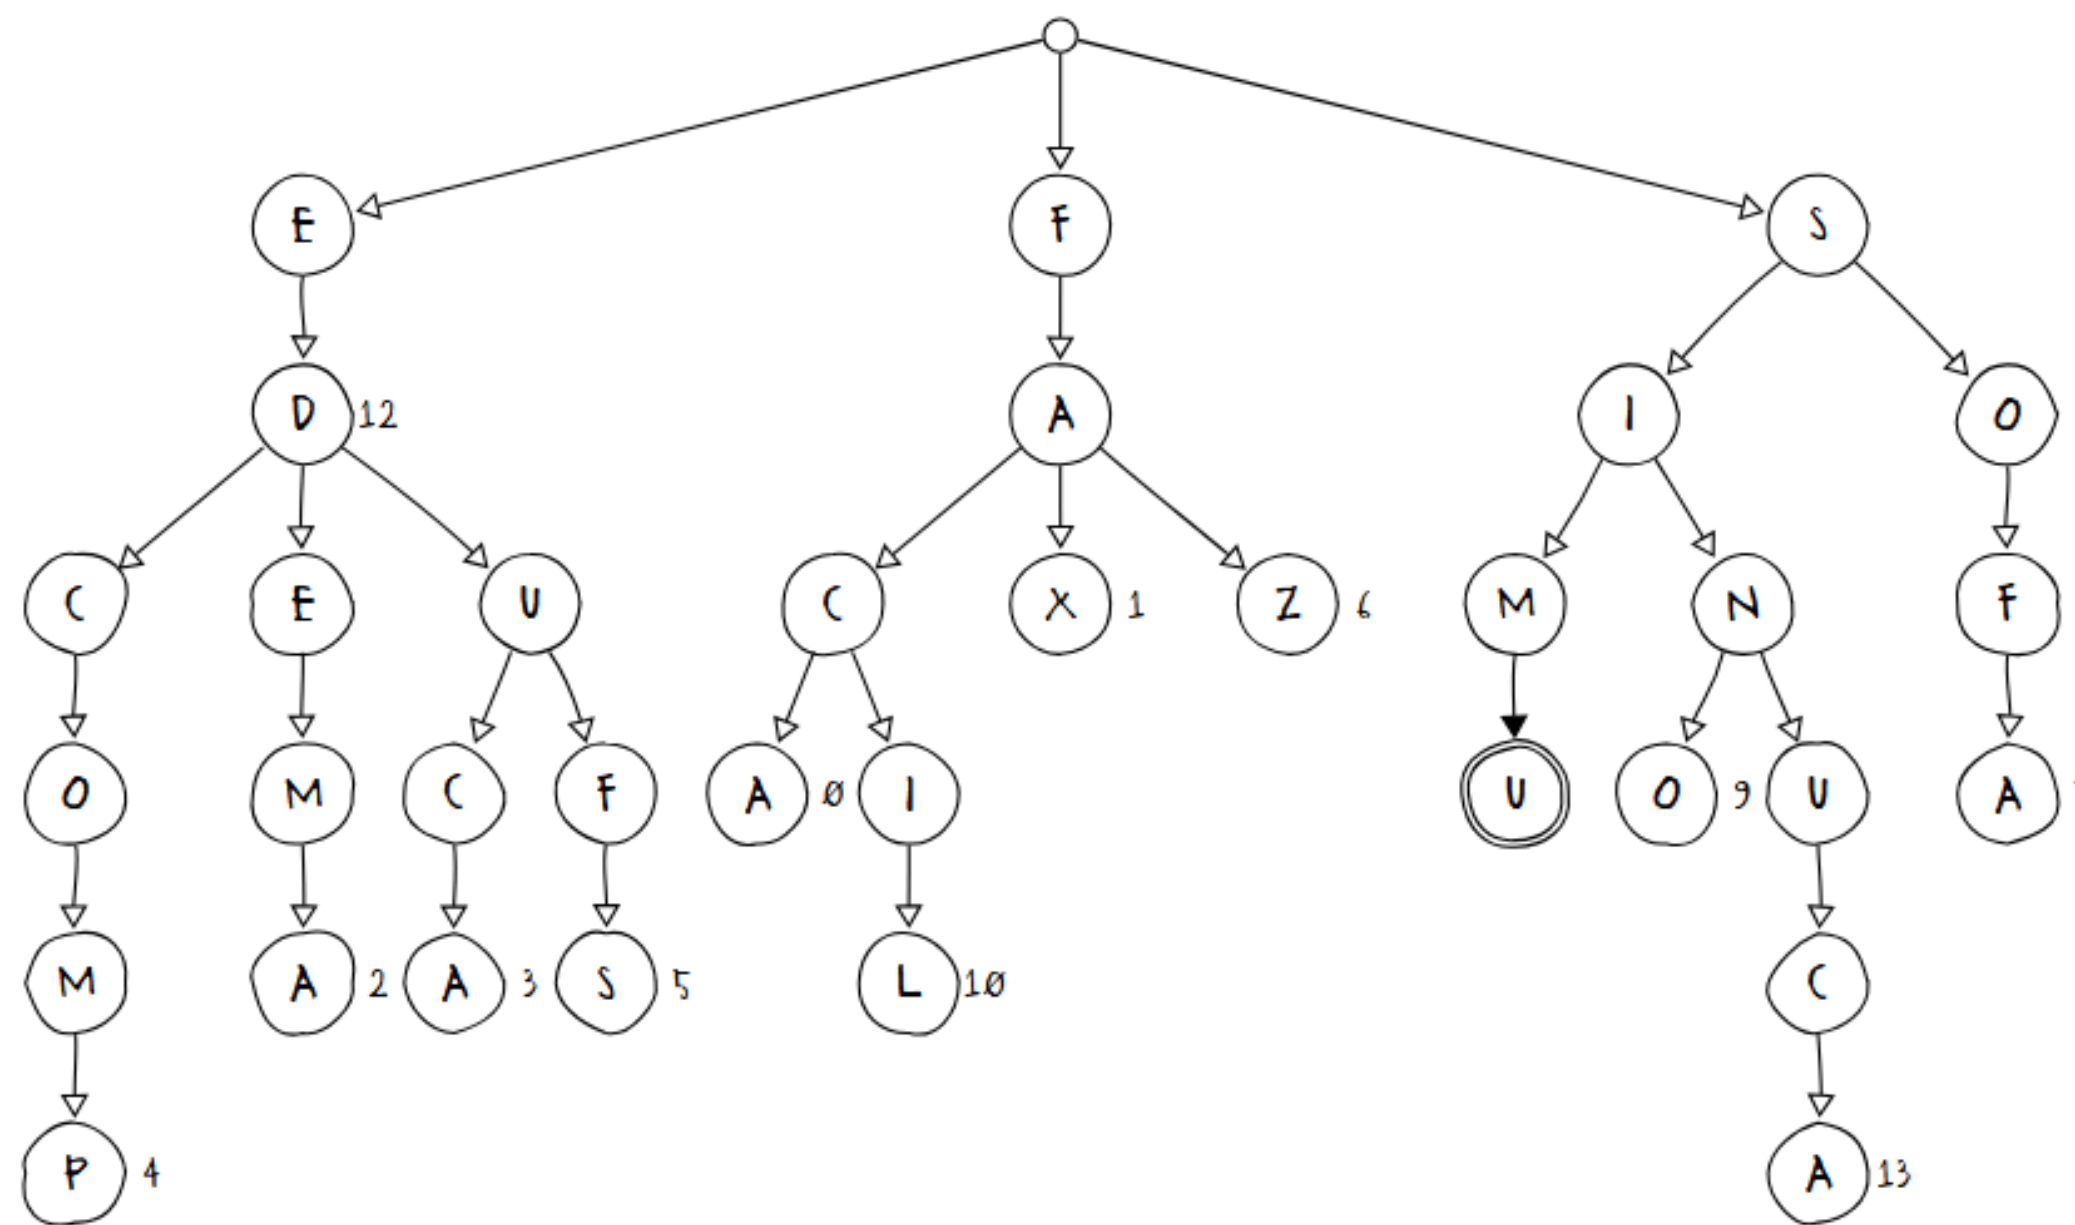 E F S
D 12 A I O
C E U C X 1 Z 6 M N F
O M C F A 0 I U O 9 U A
M A 2 A 3 S 5 L 10 C
P 4 A 13